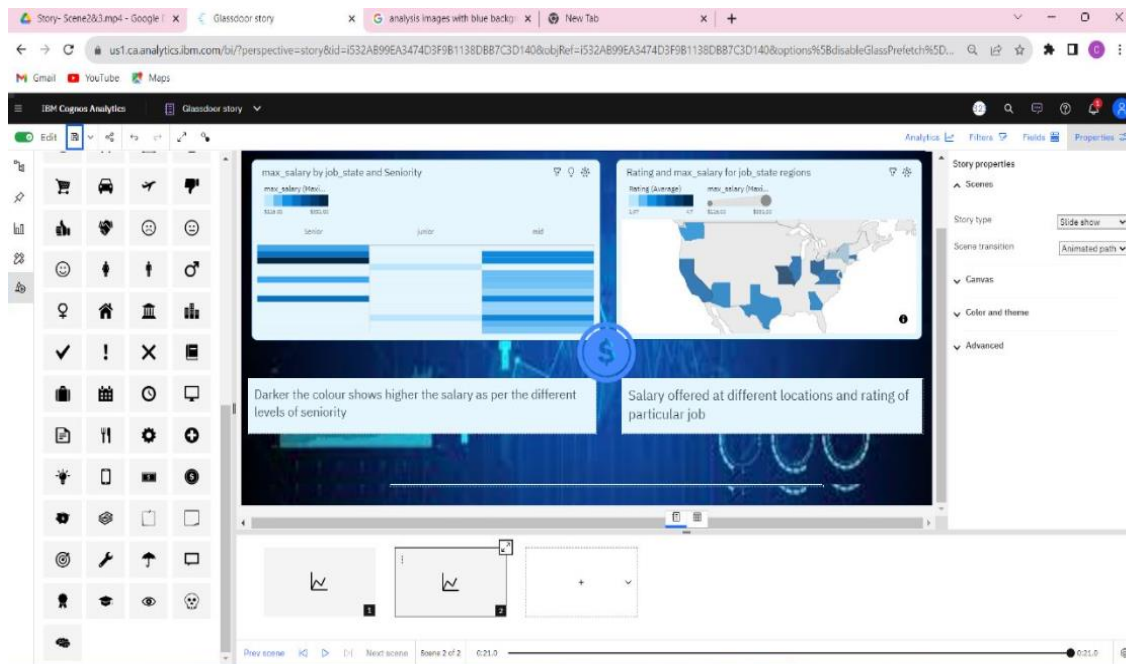 Story- Scene2&3.mp4 - Google
Glassdoor story
analysis images with blue backg
New Tab
us1.ca.analytics.ibm.com/bi/?perspective=story&id=i532AB99EA3474D3F9B1138DBB7C3D140&objRef=i532AB99EA3474D3F9B1138DBB7C3D140&options%5BdisableGlassPrefetch%5D...
Gmail YouTube Maps
IBM Cognos Analytics Glassdoor story
Edit
Analytics Filters Fields Properties
Story properties
Scenes
Story type Slide show
Scene transition Animated path
Canvas
Color and theme
Advanced
max_salary by job_state and Seniority
max_salary (Maxi...
senior junior mid
Rating and max_salary for job_state regions
Rating (Average) max_salary (Maxi...
Darker the colour shows higher the salary as per the different
levels of seniority
Salary offered at different locations and rating of
particular job
1
2
Prev scene Next scene Scene 2 of 2 0:21.0 0:21.0